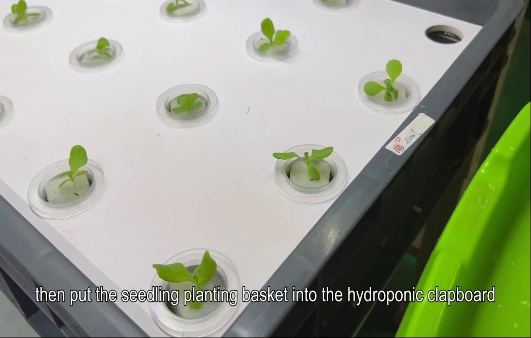 then put the seedling planting basket into the hydroponic clapboard